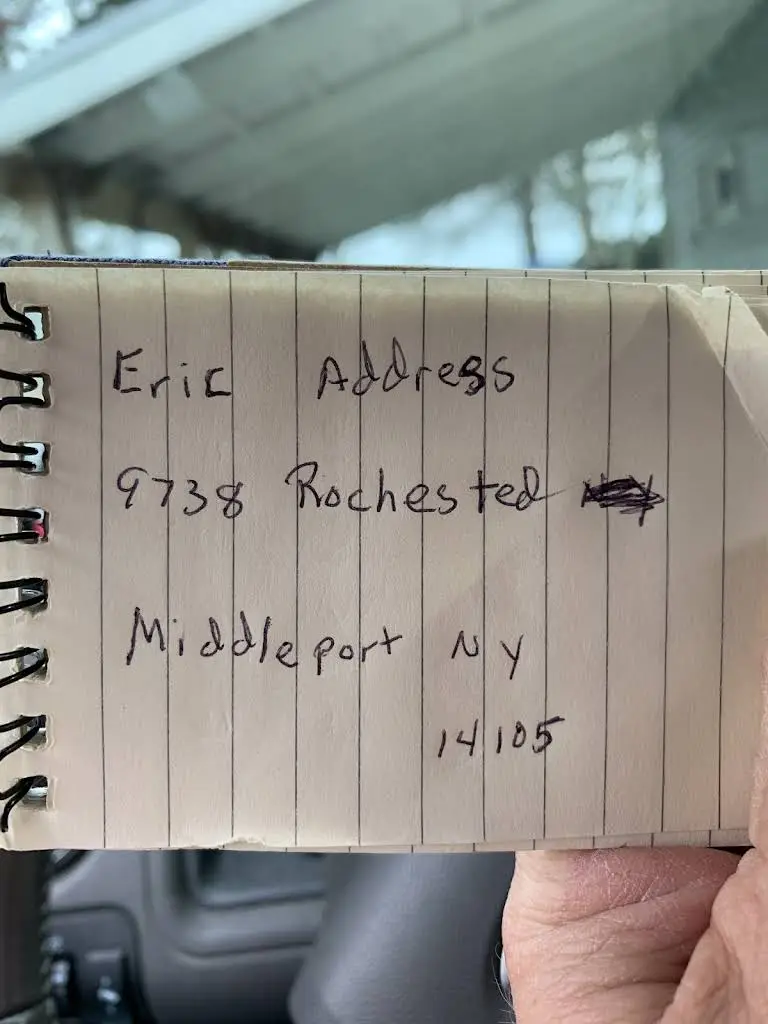 Eric Address
9738 Rochested
Middleport NY
14105